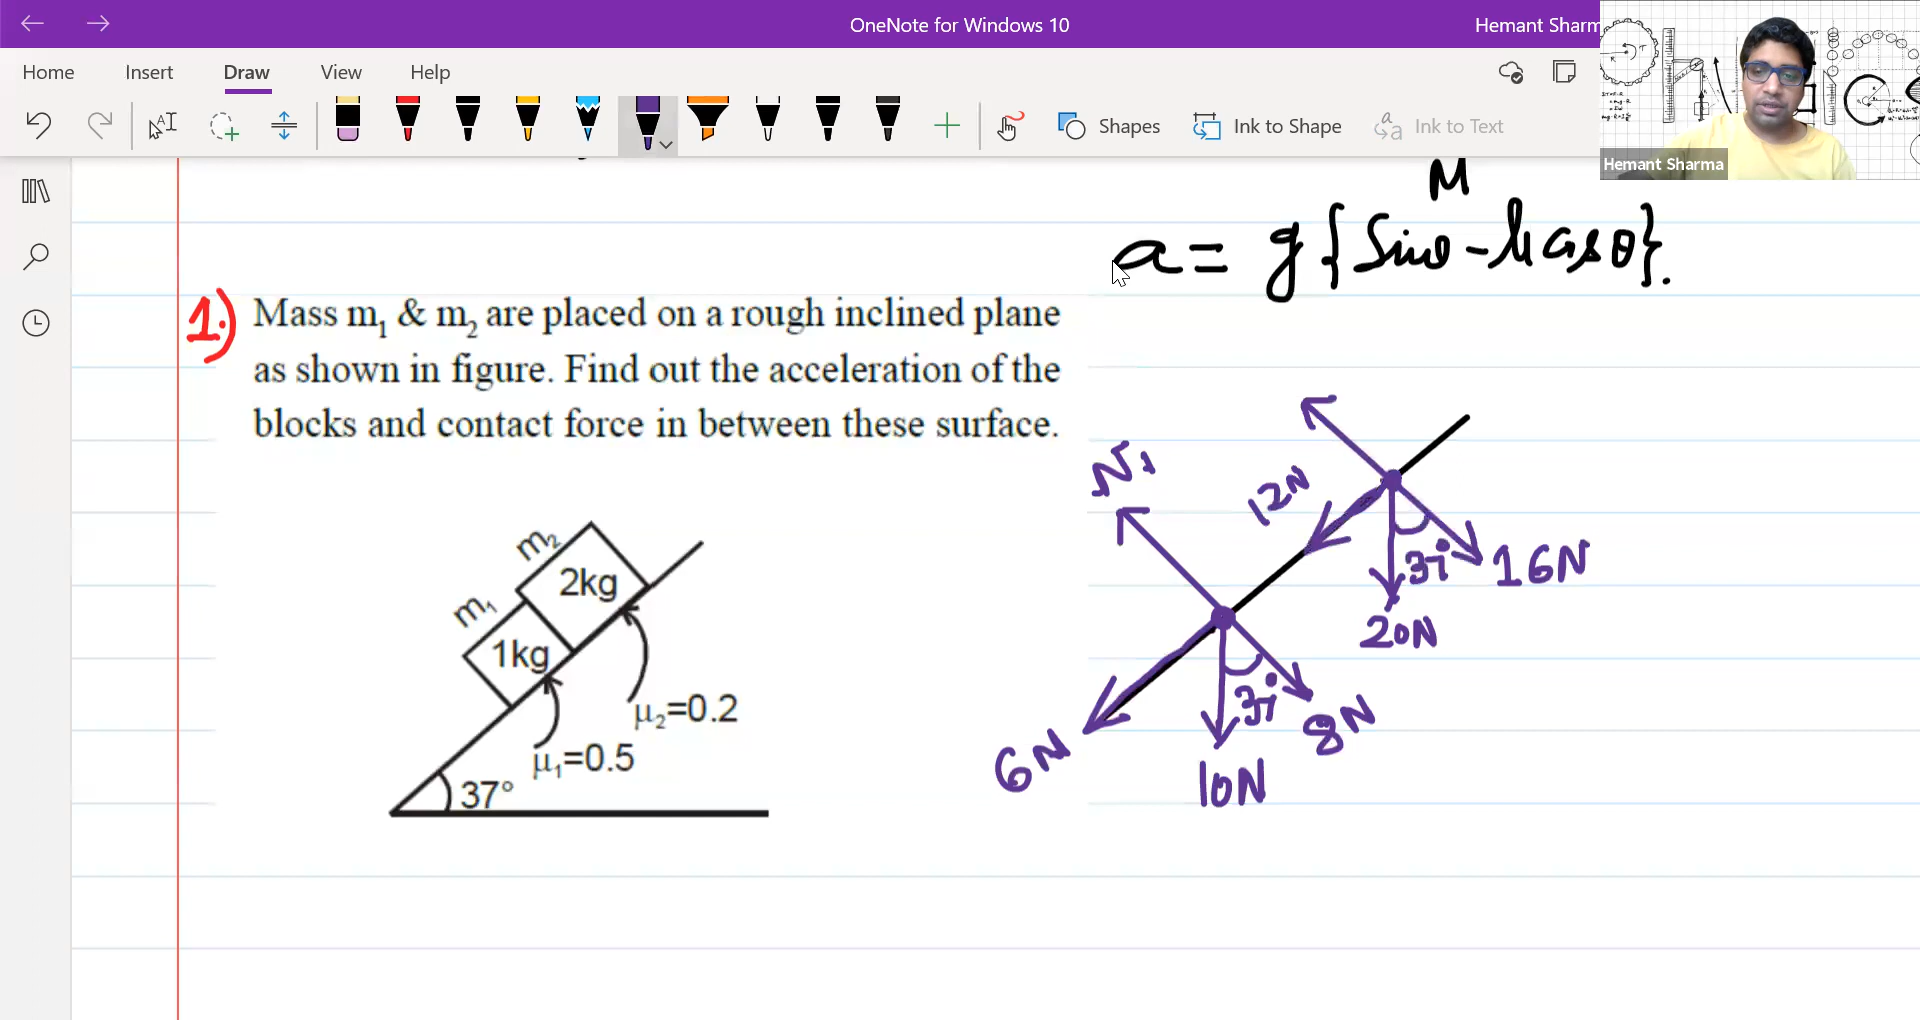 OneNote for Windows 10
Hemant Sharm
Home Insert Draw View Help
Shapes Ink to Shape Ink to Text
Hemant Sharma
M
a = g{Sinθ-μcosθ}.
1.) Mass m₁ & m₂ are placed on a rough inclined plane
as shown in figure. Find out the acceleration of the
blocks and contact force in between these surface.
N₁
12N
37°
16N
20N
m₂
2kg
m₁
1kg
μ₂=0.2
μ₁=0.5
37°
6N
37°
8N
10N